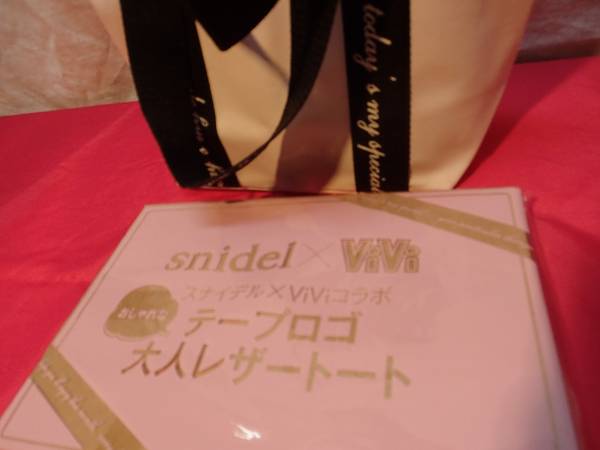 today's my special
snidel×ViVi
スナイデル×ViViコラボ
おしゃれな
テープロゴ
大人レザートート